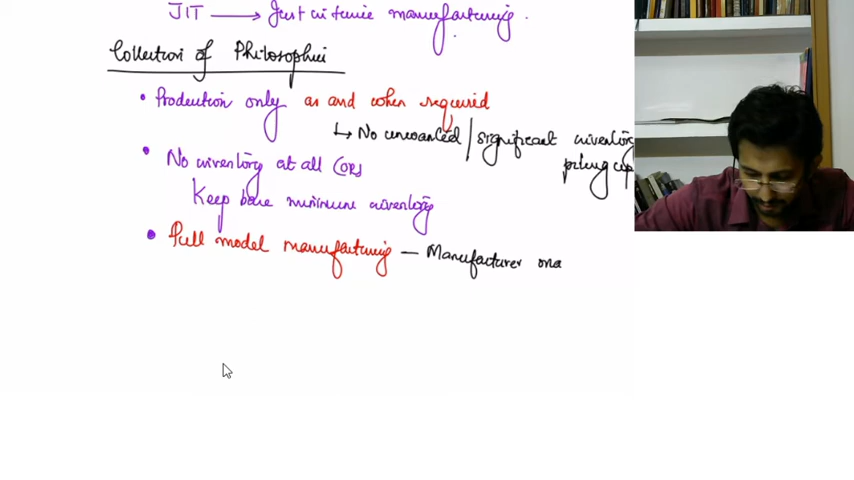 JIT → Just in time manufacturing.
Collection of Philosophies
• Production only as and when required
↳ No unwanted / significant inventory
piling up
• No inventory at all (OR)
Keep bare minimum inventory
• Pull model manufacturing — Manufacturer